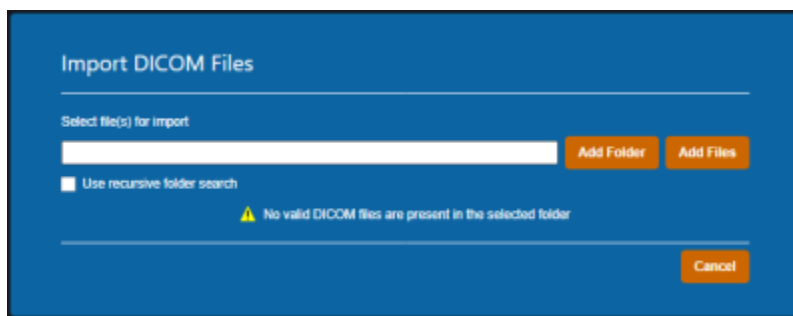 Import DICOM Files
Select file(s) for import
Add Folder
Add Files
Use recursive folder search
No valid DICOM files are present in the selected folder
Cancel